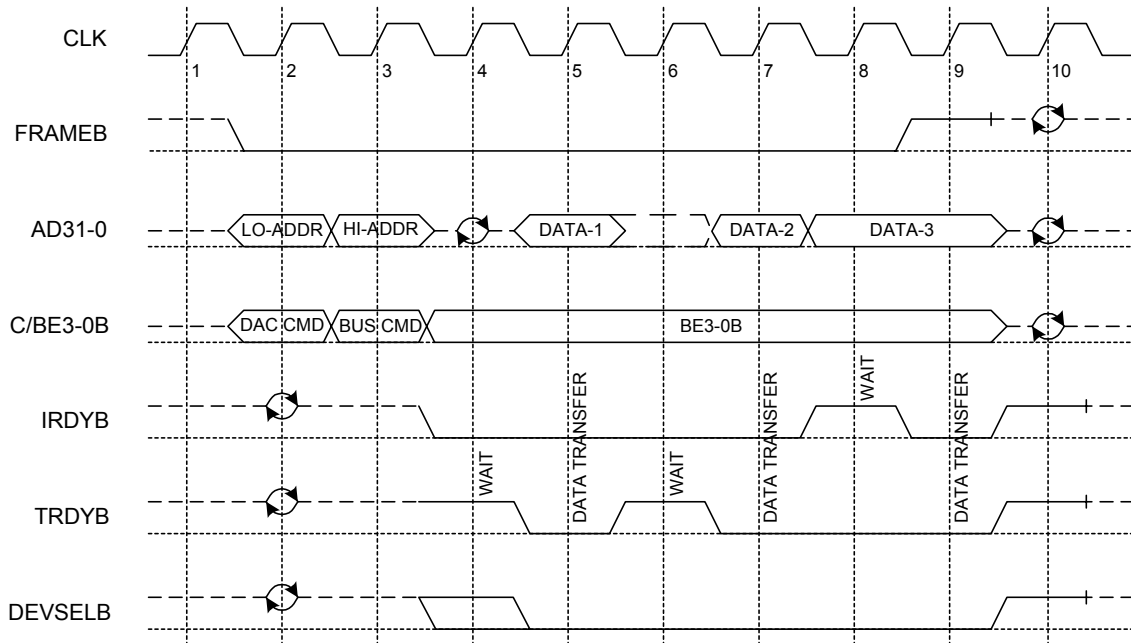 CLK
1 2 3 4 5 6 7 8 9 10
FRAMEB
AD31-0
LO-ADDR HI-ADDR DATA-1 DATA-2 DATA-3
C/BE3-0B
DAC CMD BUS CMD BE3-0B
IRDYB
WAIT
DATA TRANSFER
WAIT
DATA TRANSFER
WAIT
DATA TRANSFER
TRDYB
DEVSELB